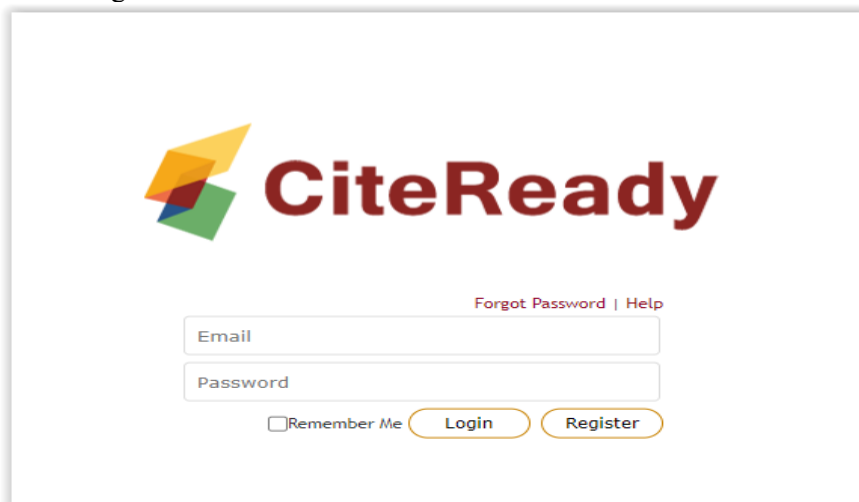 CiteReady
Forgot Password | Help
Email
Password
Remember Me Login Register